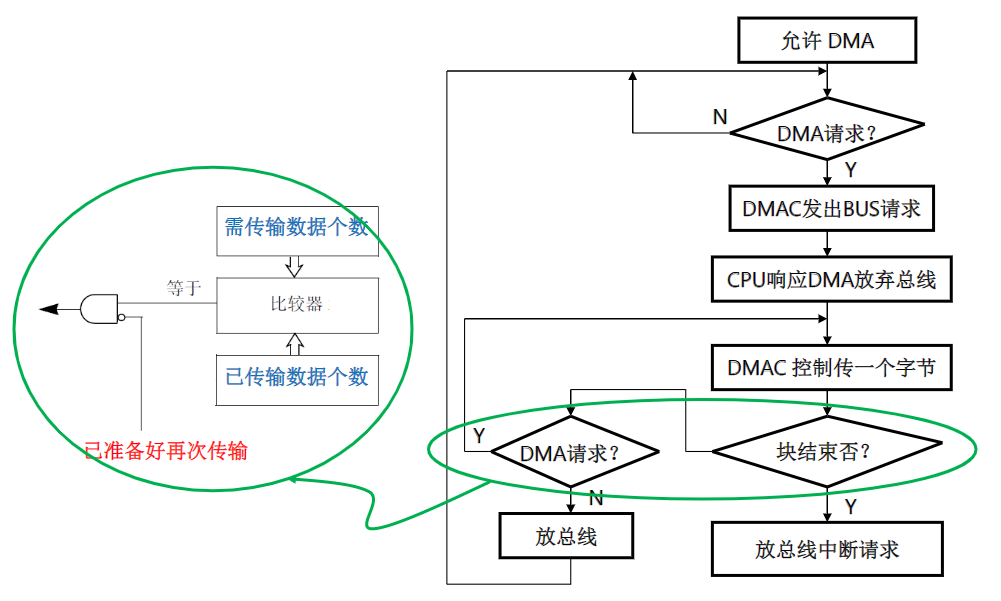 允许 DMA
N
DMA请求？
Y
DMAC发出BUS请求
CPU响应DMA放弃总线
DMAC 控制传一个字节
Y
DMA请求？
块结束否？
N
Y
放总线
放总线中断请求
需传输数据个数
等于
比较器
已传输数据个数
已准备好再次传输